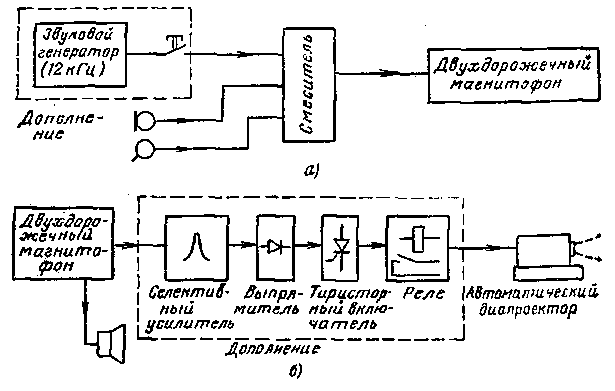 Звуковой
генератор
(12 кГц)
Дополне-
ние
Смеситель
Двухдорожечный
магнитофон
а)
Двухдоро-
жечный
магнито-
фон
Селектив-
ный
усилитель
Выпря-
митель
Тиристор-
ный вклю-
чатель
Реле
Автоматический
диапроектор
Дополнение
б)